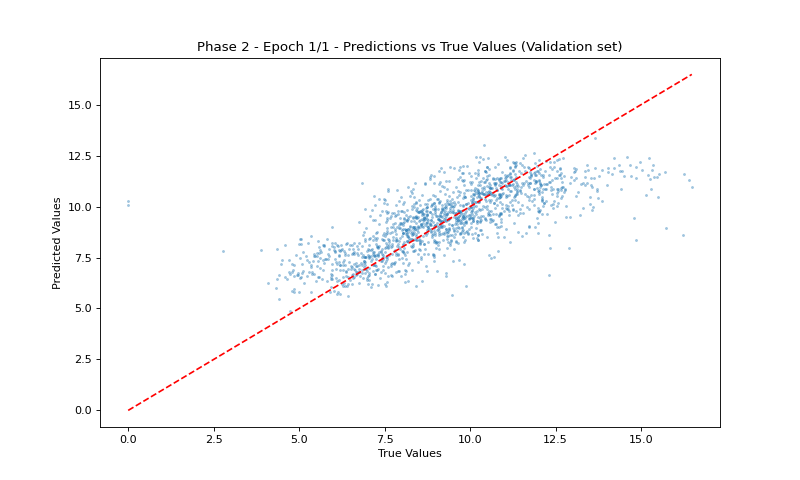 Phase 2 - Epoch 1/1 - Predictions vs True Values (Validation set)
Predicted Values
15.0
12.5
10.0
7.5
5.0
2.5
0.0
0.0 2.5 5.0 7.5 10.0 12.5 15.0
True Values